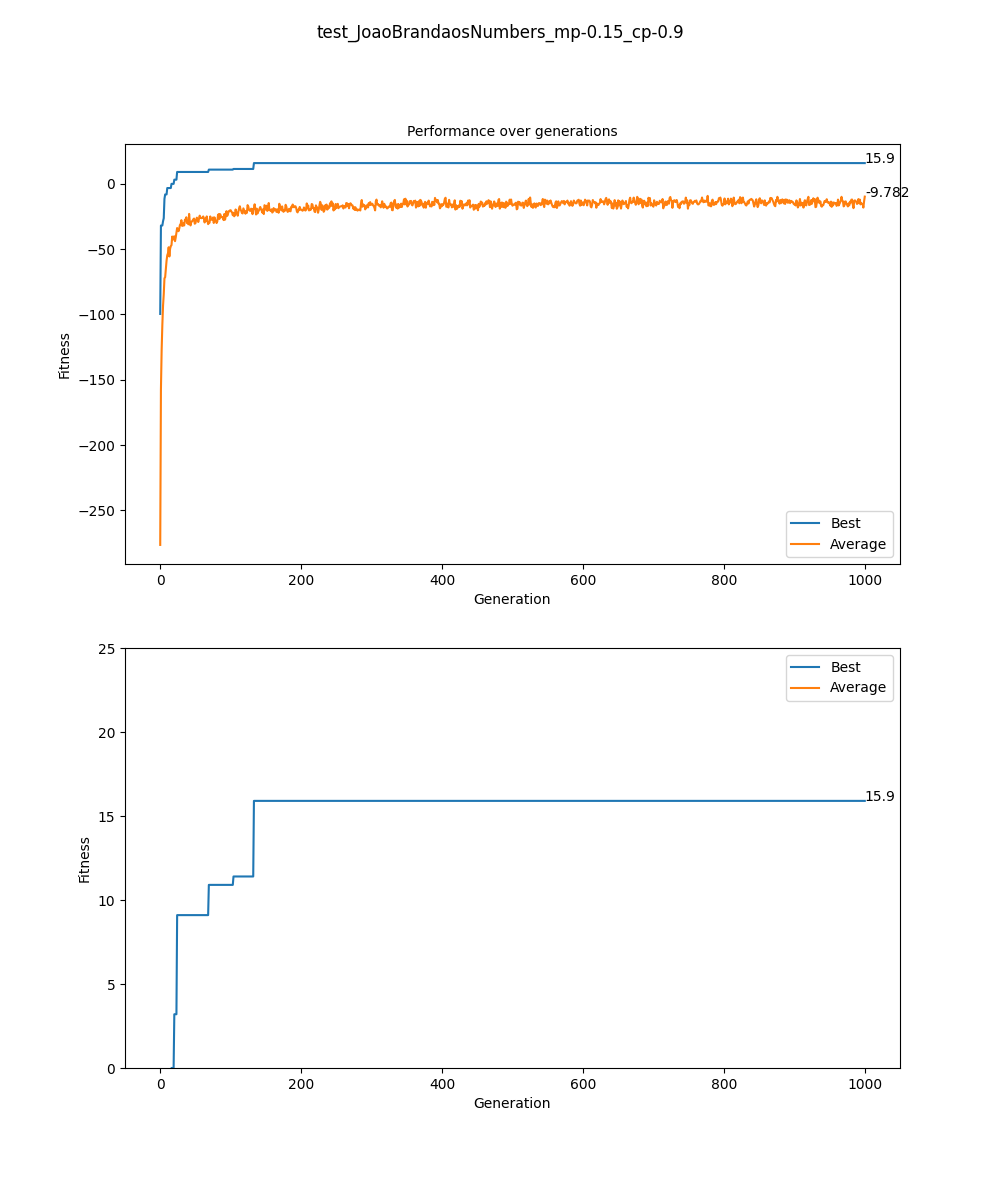 test_JoaoBrandaosNumbers_mp-0.15_cp-0.9
Performance over generations
15.9
-9.782
0
−50
−100
−150
−200
−250
Fitness
Best
Average
0 200 400 600 800 1000
Generation
25
20
15
10
5
0
Fitness
Best
Average
15.9
0 200 400 600 800 1000
Generation